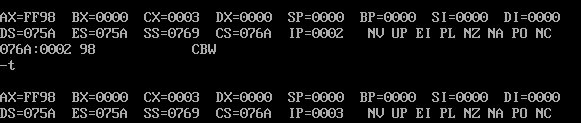 AX=FF98 BX=0000 CX=0003 DX=0000 SP=0000 BP=0000 SI=0000 DI=0000
DS=075A ES=075A SS=0769 CS=076A IP=0002 NV UP EI PL NZ NA PO NC
076A:0002 98 CBW
-t
AX=FF98 BX=0000 CX=0003 DX=0000 SP=0000 BP=0000 SI=0000 DI=0000
DS=075A ES=075A SS=0769 CS=076A IP=0003 NV UP EI PL NZ NA PO NC